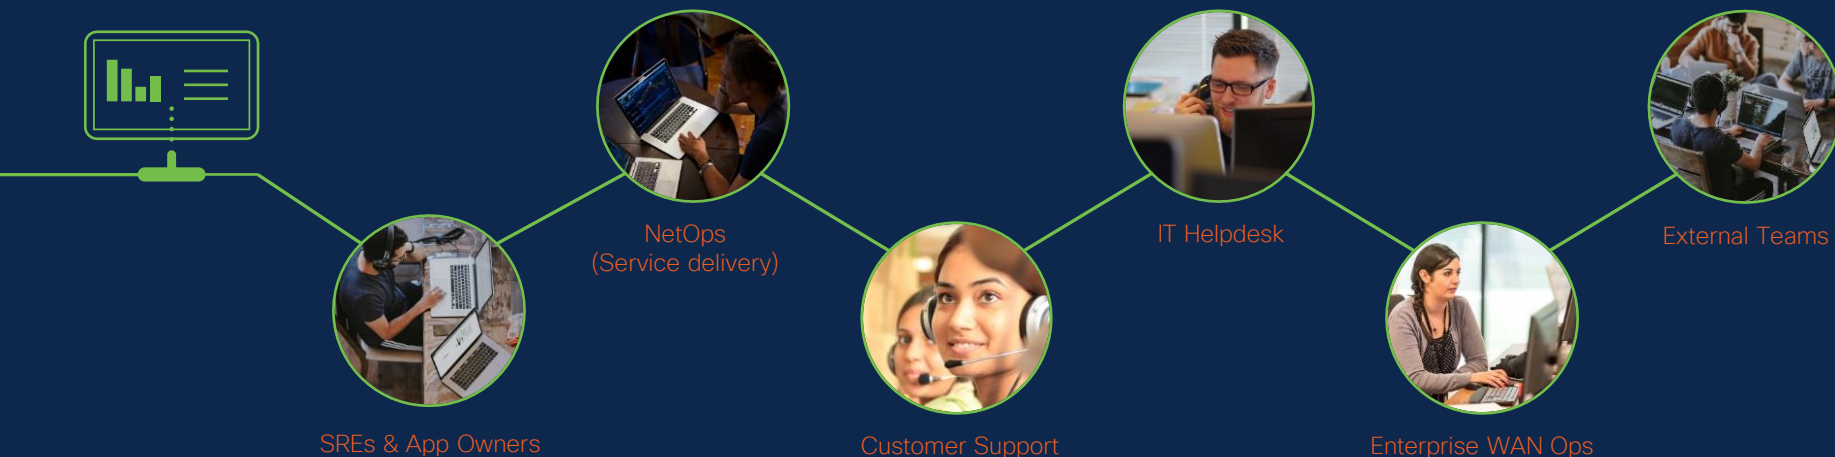 SREs & App Owners
NetOps
(Service delivery)
Customer Support
IT Helpdesk
Enterprise WAN Ops
External Teams